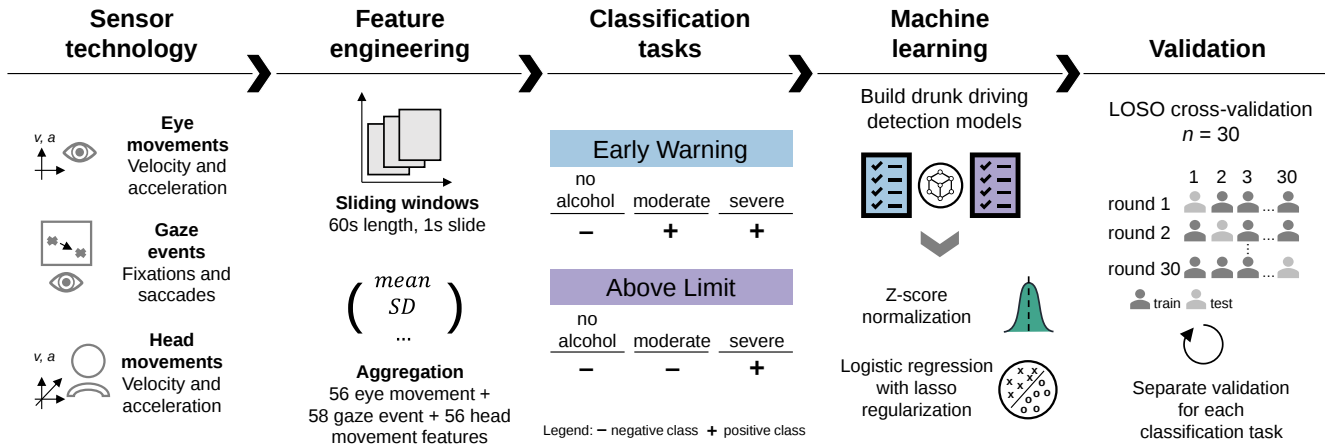 Sensor
technology
Feature
engineering
Classification
tasks
Machine
learning
Validation
v, a
Eye
movements
Velocity and
acceleration
Gaze
events
Fixations and
saccades
v, a
Head
movements
Velocity and
acceleration
Sliding windows
60s length, 1s slide
mean
SD
...
Aggregation
56 eye movement +
58 gaze event + 56 head
movement features
Early Warning
no
alcohol moderate severe
– + +
Above Limit
no
alcohol moderate severe
– – +
Legend: – negative class + positive class
Build drunk driving
detection models
Z-score
normalization
Logistic regression
with lasso
regularization
x x x x x x x o o o o o o
LOSO cross-validation
n = 30
1 2 3 30
round 1 ...
round 2 ...
round 30 ...
train test
Separate validation
for each
classification task